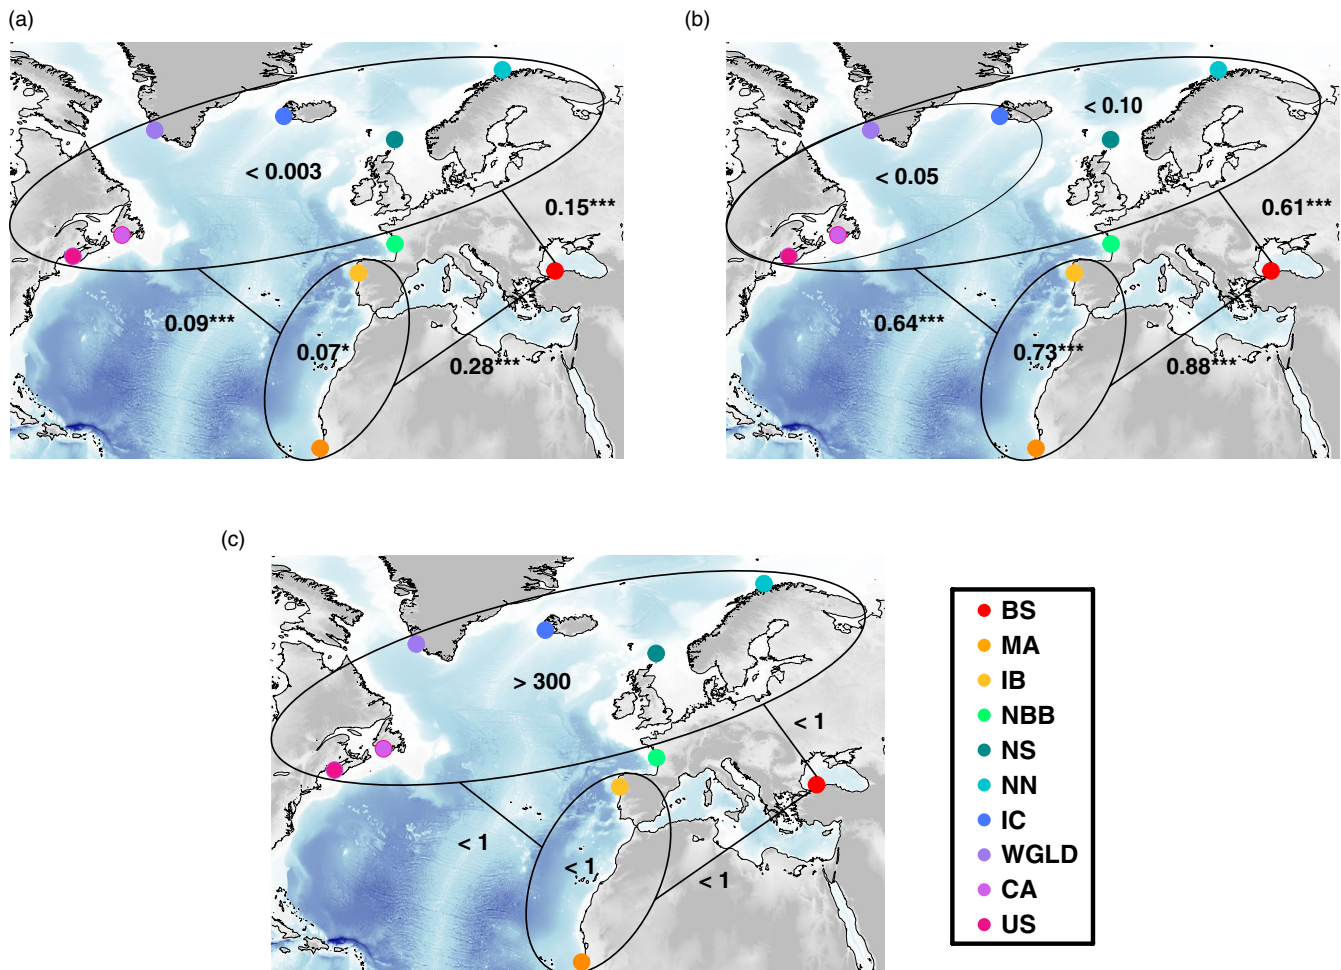 (a)
< 0.003
0.15***
0.09***
0.07*
0.28***
(b)
< 0.10
< 0.05
0.61***
0.64***
0.73***
0.88***
(c)
> 300
< 1
< 1
< 1
< 1
BS
MA
IB
NBB
NS
NN
IC
WGLD
CA
US